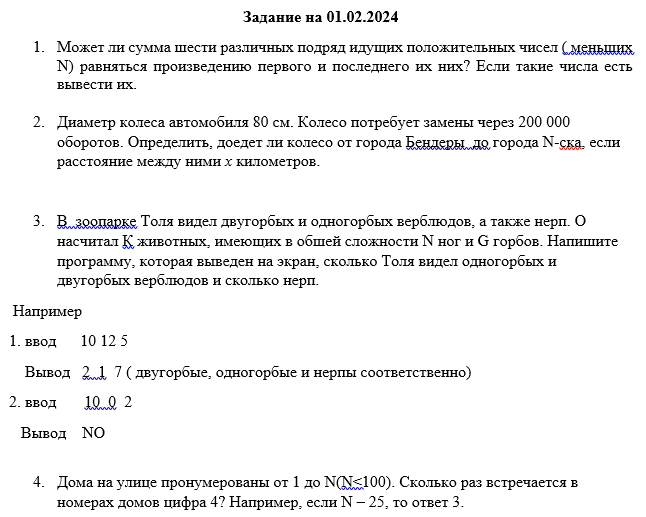 Задание на 01.02.2024
1. Может ли сумма шести различных подряд идущих положительных чисел ( меньших
N) равняться произведению первого и последнего их них? Если такие числа есть
вывести их.
2. Диаметр колеса автомобиля 80 см. Колесо потребует замены через 200 000
оборотов. Определить, доедет ли колесо от города Бендеры до города N-ска, если
расстояние между ними x километров.
3. В зоопарке Толя видел двугорбых и одногорбых верблюдов, а также нерп. О
насчитал К животных, имеющих в обшей сложности N ног и G горбов. Напишите
программу, которая выведен на экран, сколько Толя видел одногорбых и
двугорбых верблюдов и сколько нерп.
Например
1. ввод 10 12 5
Вывод 2 1 7 ( двугорбые, одногорбые и нерпы соответственно)
2. ввод 10 0 2
Вывод NO
4. Дома на улице пронумерованы от 1 до N(N<100). Сколько раз встречается в
номерах домов цифра 4? Например, если N – 25, то ответ 3.